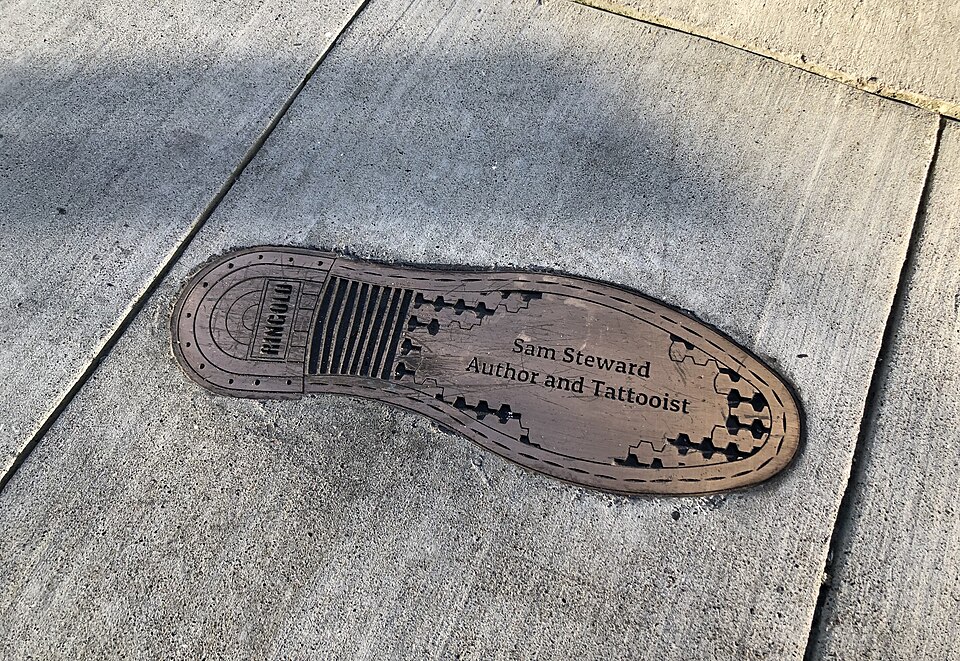 RINGOLD
Sam Steward
Author and Tattooist